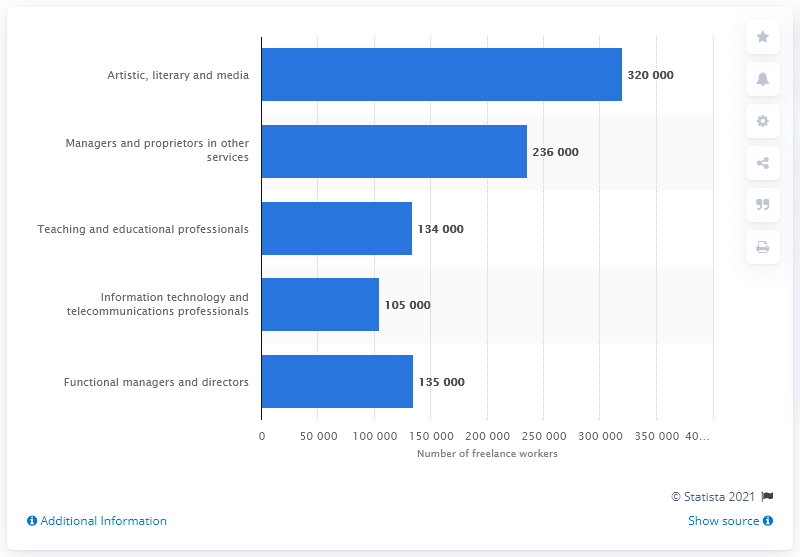 Artistic, literary and media
320 000
Managers and proprietors in other
services
236 000
Teaching and educational professionals
134 000
Information technology and
telecommunications professionals
105 000
Functional managers and directors
135 000
0 50 000 100 000 150 000 200 000 250 000 300 000 350 000 40...
Number of freelance workers
© Statista 2021
Additional Information
Show source